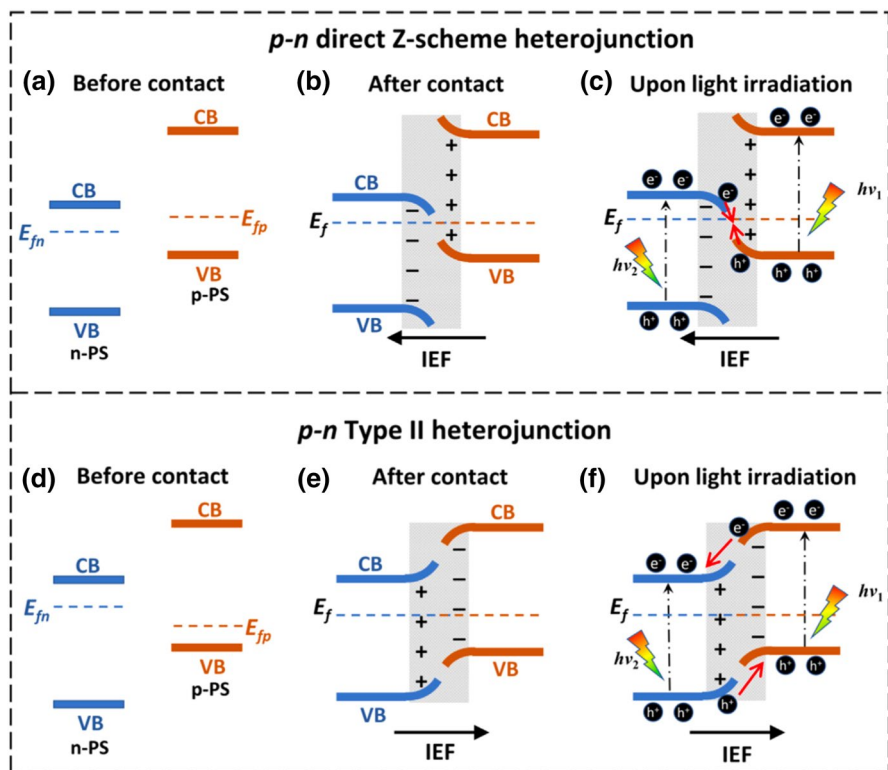 p-n direct Z-scheme heterojunction
(a) Before contact
CB
CB
E_fn
E_fp
VB
p-PS
VB
n-PS
(b) After contact
CB
+
+
+
+
+
CB
−
−
−
−
−
E_f
VB
VB
IEF
(c) Upon light irradiation
e⁻ e⁻
CB
e⁻ e⁻
e⁻
+
+
+
+
+
hν₁
−
−
−
−
−
E_f
h⁺
h⁺ h⁺
hν₂
VB
h⁺ h⁺
IEF
p-n Type II heterojunction
(d) Before contact
CB
CB
E_fn
E_fp
VB
p-PS
VB
n-PS
(e) After contact
CB
−
−
−
−
CB
+
+
+
+
E_f
VB
VB
IEF
(f) Upon light irradiation
e⁻ e⁻
e⁻
e⁻ e⁻
−
−
−
−
hν₁
+
+
+
+
E_f
h⁺ h⁺
hν₂
h⁺ h⁺
h⁺
IEF